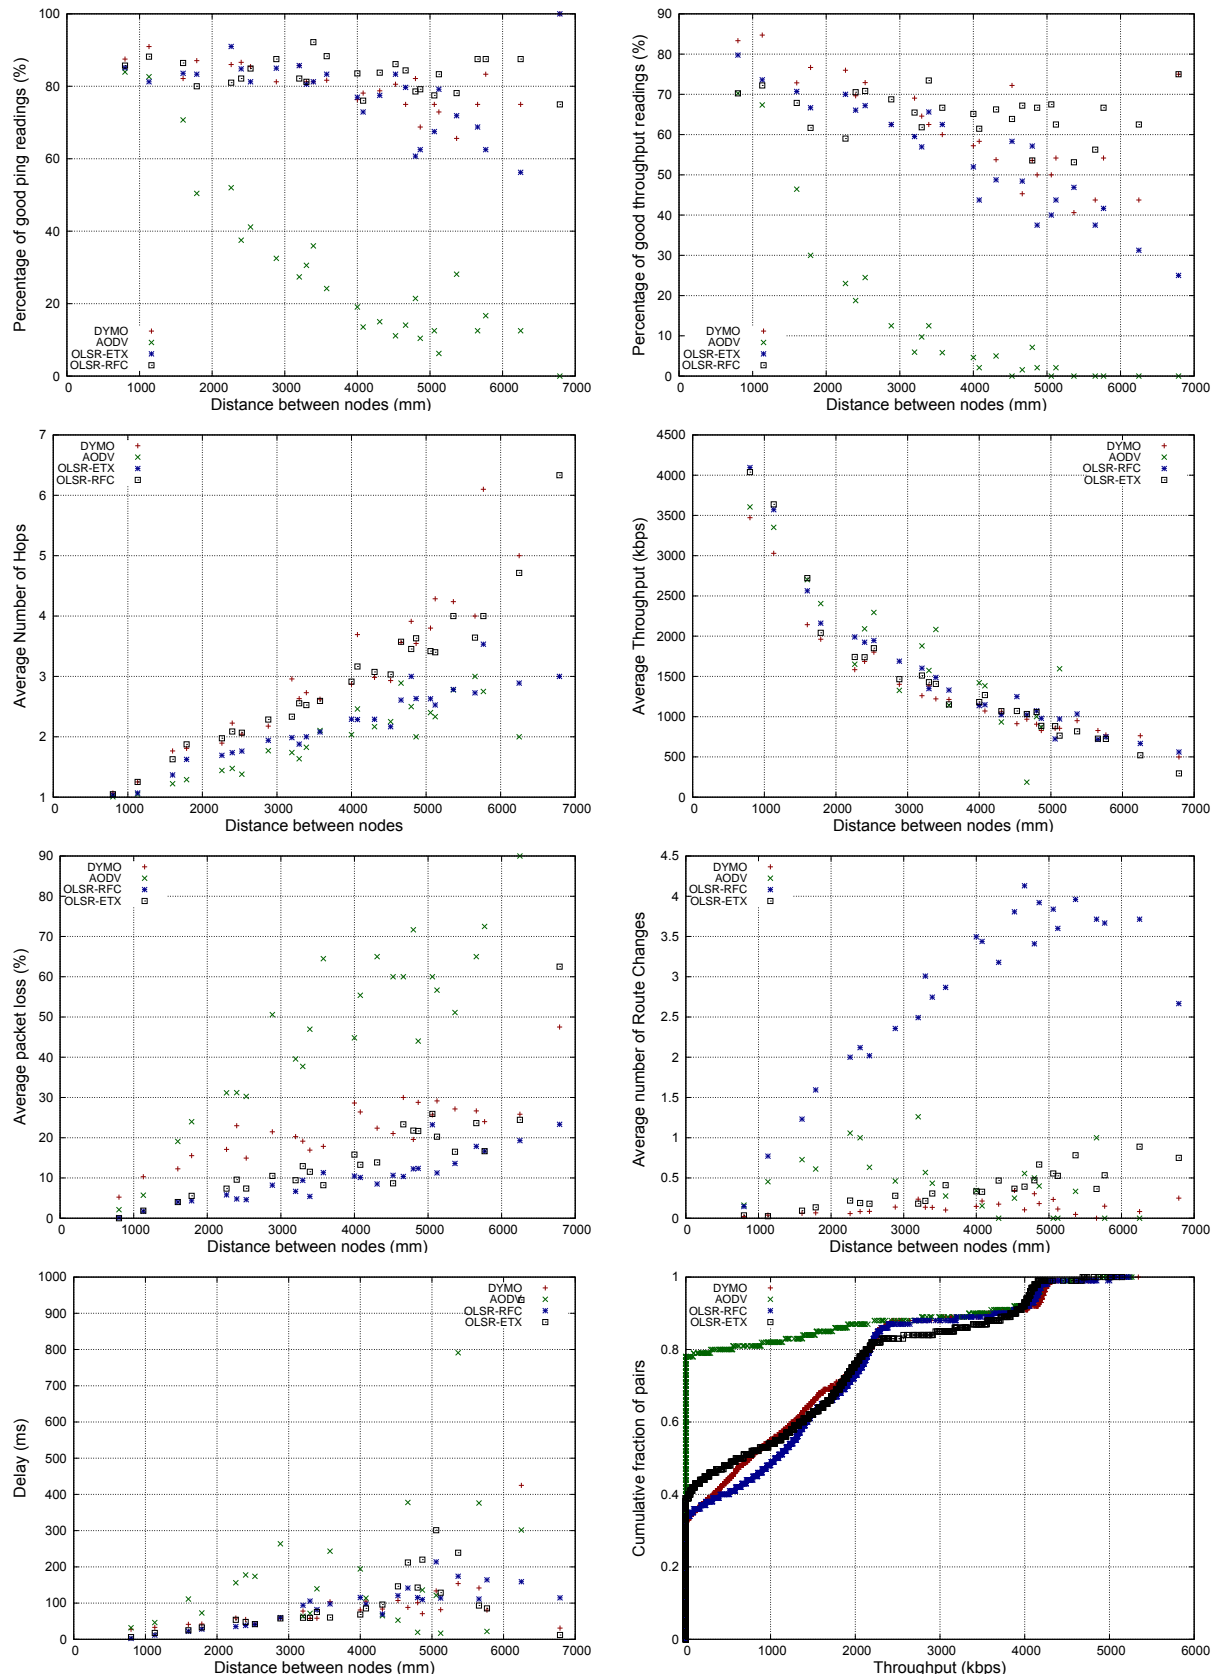 100
80
60
40
20
0
Percentage of good ping readings (%)
DYMO
AODV
OLSR-ETX
OLSR-RFC
0 1000 2000 3000 4000 5000 6000 7000
Distance between nodes (mm)
90
80
70
60
50
40
30
20
10
0
Percentage of good throughput readings (%)
DYMO
AODV
OLSR-ETX
OLSR-RFC
0 1000 2000 3000 4000 5000 6000 7000
Distance between nodes (mm)
7
6
5
4
3
2
1
Average Number of Hops
DYMO
AODV
OLSR-ETX
OLSR-RFC
0 1000 2000 3000 4000 5000 6000 7000
Distance between nodes
4500
4000
3500
3000
2500
2000
1500
1000
500
0
Average Throughput (kbps)
DYMO
AODV
OLSR-RFC
OLSR-ETX
0 1000 2000 3000 4000 5000 6000 7000
Distance between nodes (mm)
90
80
70
60
50
40
30
20
10
0
Average packet loss (%)
DYMO
AODV
OLSR-RFC
OLSR-ETX
0 1000 2000 3000 4000 5000 6000 7000
Distance between nodes (mm)
4.5
4
3.5
3
2.5
2
1.5
1
0.5
0
Average number of Route Changes
DYMO
AODV
OLSR-RFC
OLSR-ETX
0 1000 2000 3000 4000 5000 6000 7000
Distance between nodes (mm)
1000
900
800
700
600
500
400
300
200
100
0
Delay (ms)
DYMO
AODV
OLSR-RFC
OLSR-ETX
0 1000 2000 3000 4000 5000 6000 7000
Distance between nodes (mm)
1
0.8
0.6
0.4
0.2
0
Cumulative fraction of pairs
DYMO
AODV
OLSR-RFC
OLSR-ETX
0 1000 2000 3000 4000 5000 6000
Throughput (kbps)